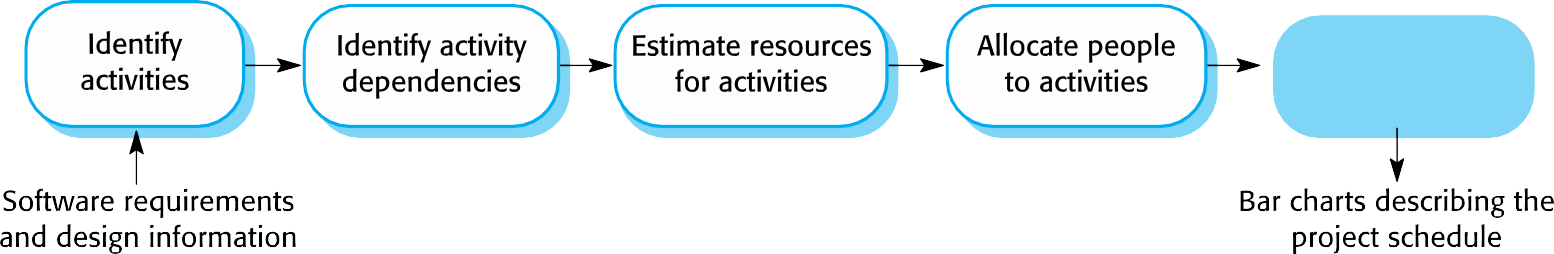 Identify
activities
Identify activity
dependencies
Estimate resources
for activities
Allocate people
to activities
Software requirements
and design information
Bar charts describing the
project schedule